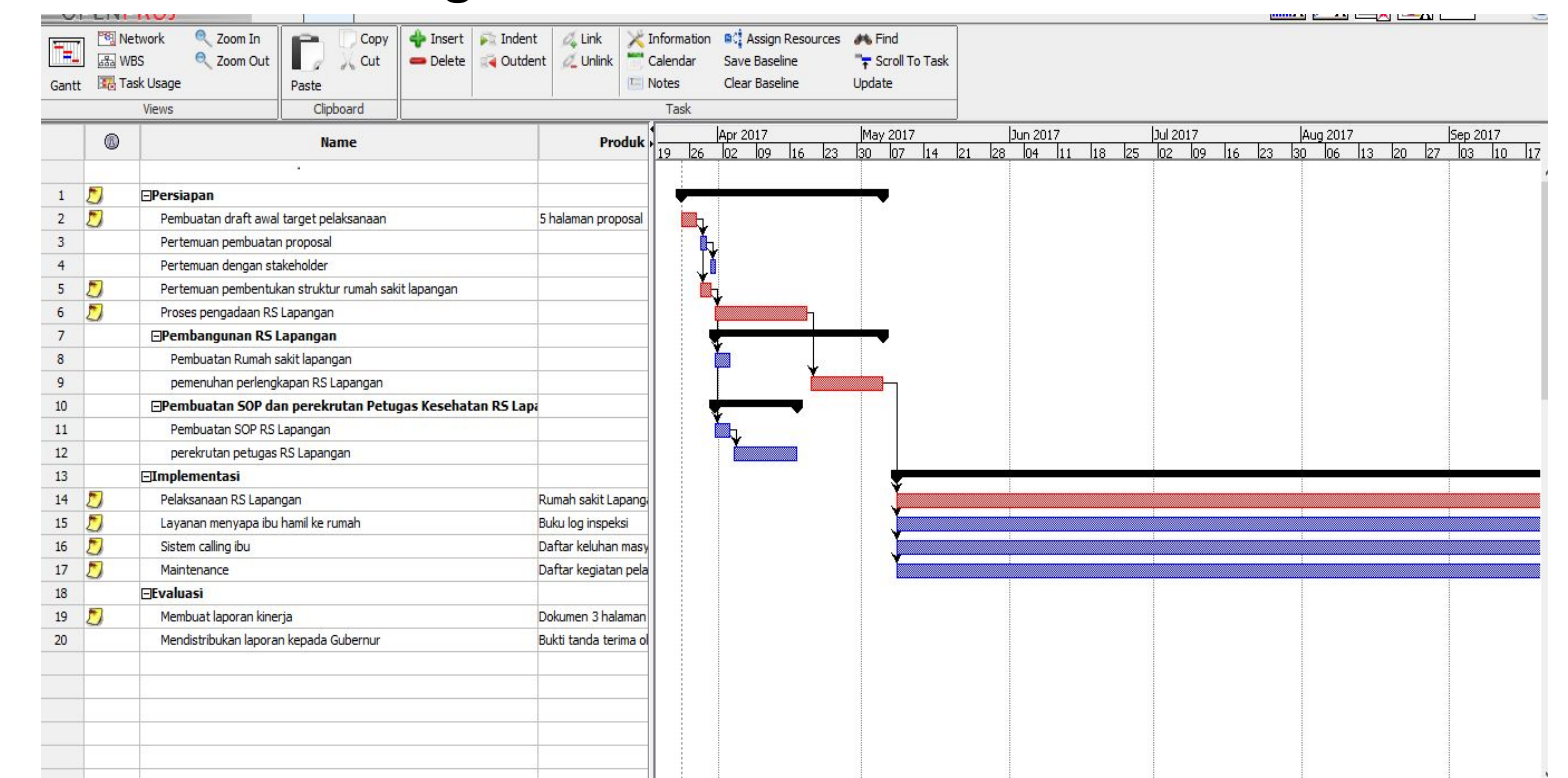 OPENPROJ
Network Zoom In Copy Insert Indent Link Information Assign Resources Find
WBS Zoom Out Cut Delete Outdent Unlink Calendar Save Baseline Scroll To Task
Gantt Task Usage Paste Notes Clear Baseline Update
Views Clipboard Task
Name Produk
Apr 2017 May 2017 Jun 2017 Jul 2017 Aug 2017 Sep 2017
19 26 02 09 16 23 30 07 14 21 28 04 11 18 25 02 09 16 23 30 06 13 20 27 03 10 17
1 Persiapan
2 Pembuatan draft awal target pelaksanaan 5 halaman proposal
3 Pertemuan pembuatan proposal
4 Pertemuan dengan stakeholder
5 Pertemuan pembentukan struktur rumah sakit lapangan
6 Proses pengadaan RS Lapangan
7 Pembangunan RS Lapangan
8 Pembuatan Rumah sakit lapangan
9 pemenuhan perlengkapan RS Lapangan
10 Pembuatan SOP dan perekrutan Petugas Kesehatan RS Lapa
11 Pembuatan SOP RS Lapangan
12 perekrutan petugas RS Lapangan
13 Implementasi
14 Pelaksanaan RS Lapangan Rumah sakit Lapanga
15 Layanan menyapa ibu hamil ke rumah Buku log inspeksi
16 Sistem calling ibu Daftar keluhan masy
17 Maintenance Daftar kegiatan pela
18 Evaluasi
19 Membuat laporan kinerja Dokumen 3 halaman
20 Mendistribukan laporan kepada Gubernur Bukti tanda terima ol